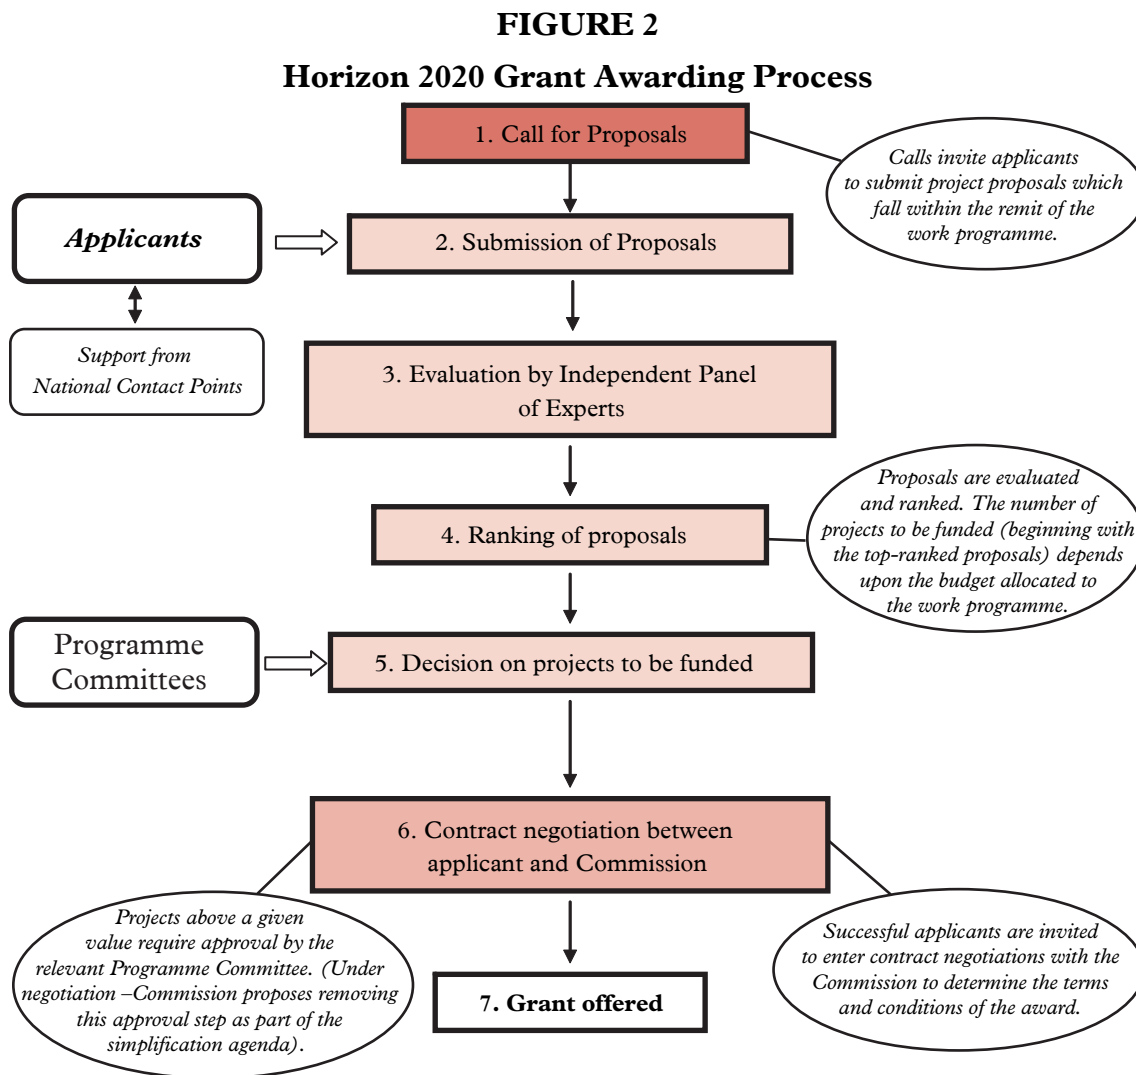 FIGURE 2
Horizon 2020 Grant Awarding Process
1. Call for Proposals
Calls invite applicants
to submit project proposals which
fall within the remit of the
work programme.
Applicants
2. Submission of Proposals
Support from
National Contact Points
3. Evaluation by Independent Panel
of Experts
Proposals are evaluated
and ranked. The number of
projects to be funded (beginning with
the top-ranked proposals) depends
upon the budget allocated to
the work programme.
4. Ranking of proposals
Programme
Committees
5. Decision on projects to be funded
6. Contract negotiation between
applicant and Commission
Projects above a given
value require approval by the
relevant Programme Committee. (Under
negotiation –Commission proposes removing
this approval step as part of the
simplification agenda).
Successful applicants are invited
to enter contract negotiations with the
Commission to determine the terms
and conditions of the award.
7. Grant offered